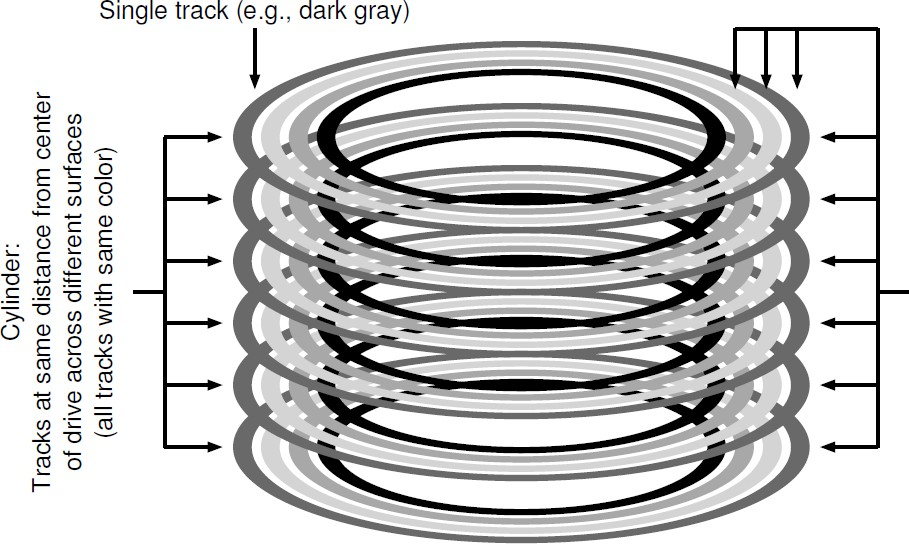 Single track (e.g., dark gray)
Cylinder:
Tracks at same distance from center
of drive across different surfaces
(all tracks with same color)